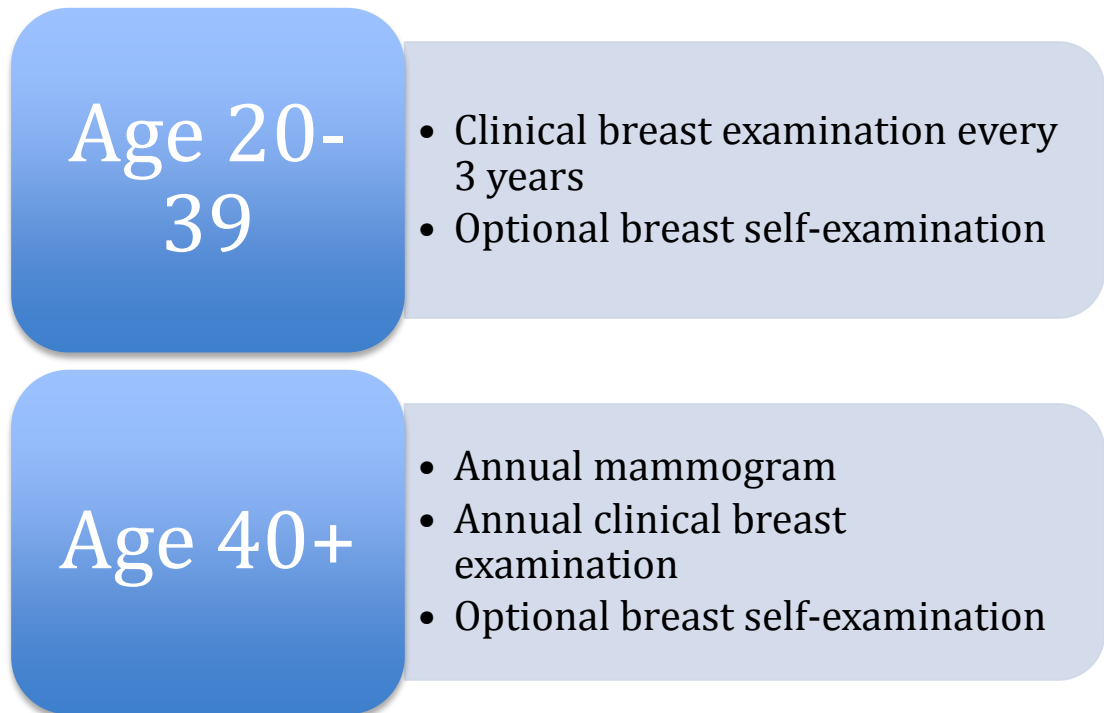 Age 20-
39
• Clinical breast examination every
3 years
• Optional breast self-examination
Age 40+
• Annual mammogram
• Annual clinical breast
examination
• Optional breast self-examination